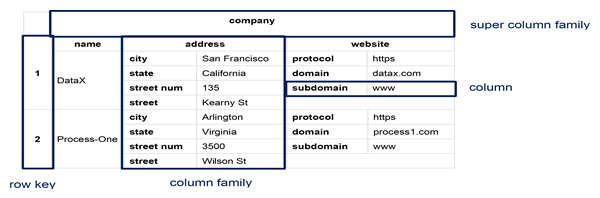 company
super column family
name address website
city San Francisco protocol https
1 state California domain datax.com
DataX
street num 135 subdomain www
column
street Kearny St
city Arlington protocol https
2 Process-One state Virginia domain process1.com
street num 3500 subdomain www
street Wilson St
row key
column family